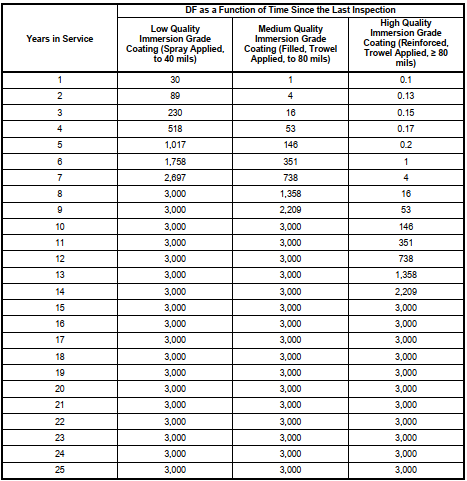 DF as a Function of Time Since the Last Inspection
Years in Service
Low Quality
Immersion Grade
Coating (Spray Applied,
to 40 mils)
Medium Quality
Immersion Grade
Coating (Filled, Trowel
Applied, to 80 mils)
High Quality
Immersion Grade
Coating (Reinforced,
Trowel Applied, ≥ 80
mils)
1 30 1 0.1
2 89 4 0.13
3 230 16 0.15
4 518 53 0.17
5 1,017 146 0.2
6 1,758 351 1
7 2,697 738 4
8 3,000 1,358 16
9 3,000 2,209 53
10 3,000 3,000 146
11 3,000 3,000 351
12 3,000 3,000 738
13 3,000 3,000 1,358
14 3,000 3,000 2,209
15 3,000 3,000 3,000
16 3,000 3,000 3,000
17 3,000 3,000 3,000
18 3,000 3,000 3,000
19 3,000 3,000 3,000
20 3,000 3,000 3,000
21 3,000 3,000 3,000
22 3,000 3,000 3,000
23 3,000 3,000 3,000
24 3,000 3,000 3,000
25 3,000 3,000 3,000